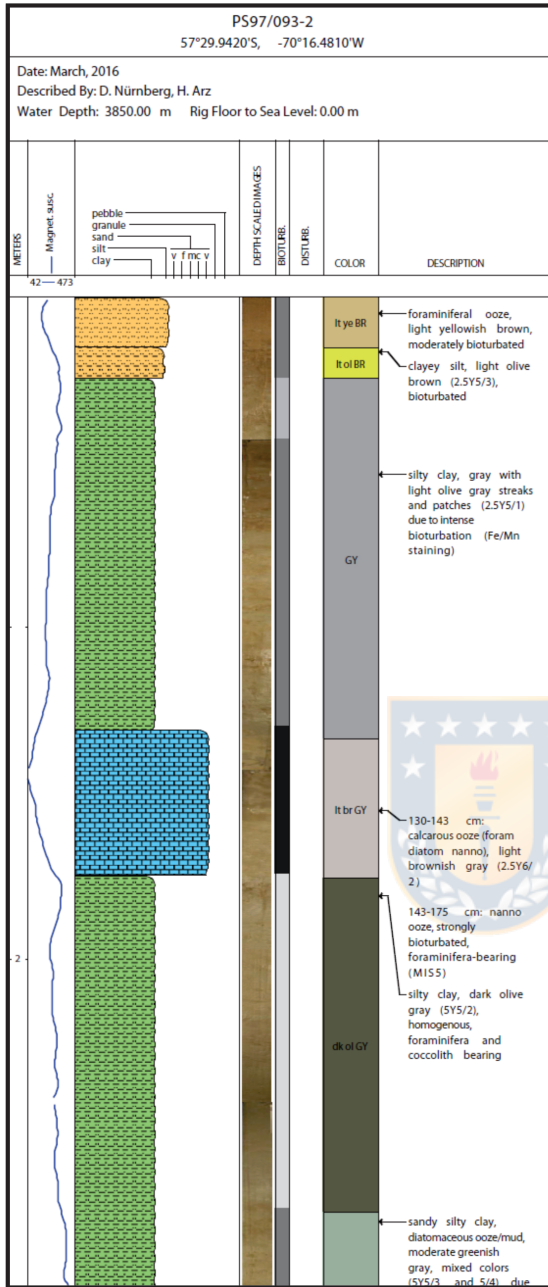 PS97/093-2
57°29.9420'S, -70°16.4810'W
Date: March, 2016
Described By: D. Nürnberg, H. Arz
Water Depth: 3850.00 m Rig Floor to Sea Level: 0.00 m
METERS
Magnet. susc.
42 473
pebble
granule
sand
silt
clay
v f m c v
DEPTH SCALED IMAGES
BIOTURB.
DISTURB.
COLOR
DESCRIPTION
lt ye BR
foraminiferal ooze,
light yellowish brown,
moderately bioturbated
lt ol BR
clayey silt, light olive
brown (2.5Y5/3),
bioturbated
silty clay, gray with
light olive gray streaks
and patches (2.5Y5/1)
due to intense
bioturbation (Fe/Mn
staining)
GY
lt br GY
130-143 cm:
calcarous ooze (foram
diatom nanno), light
brownish gray (2.5Y6/
2)
143-175 cm: nanno
ooze, strongly
bioturbated,
foraminifera-bearing
(MIS5)
2
silty clay, dark olive
gray (5Y5/2),
homogenous,
foraminifera and
coccolith bearing
dk ol GY
sandy silty clay,
diatomaceous ooze/mud,
moderate greenish
gray, mixed colors
(5Y5/3 and 5/4) due